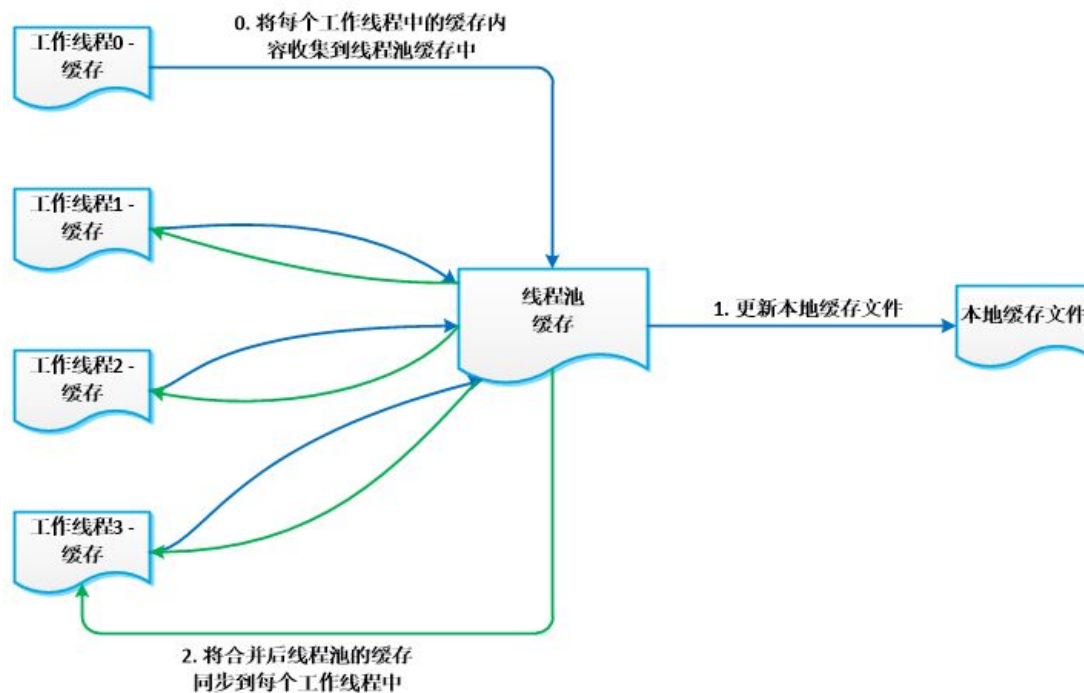 工作线程0 -
缓存
0. 将每个工作线程中的缓存内
容收集到线程池缓存中
工作线程1 -
缓存
线程池
缓存
1. 更新本地缓存文件
本地缓存文件
工作线程2 -
缓存
工作线程3 -
缓存
2. 将合并后线程池的缓存
同步到每个工作线程中